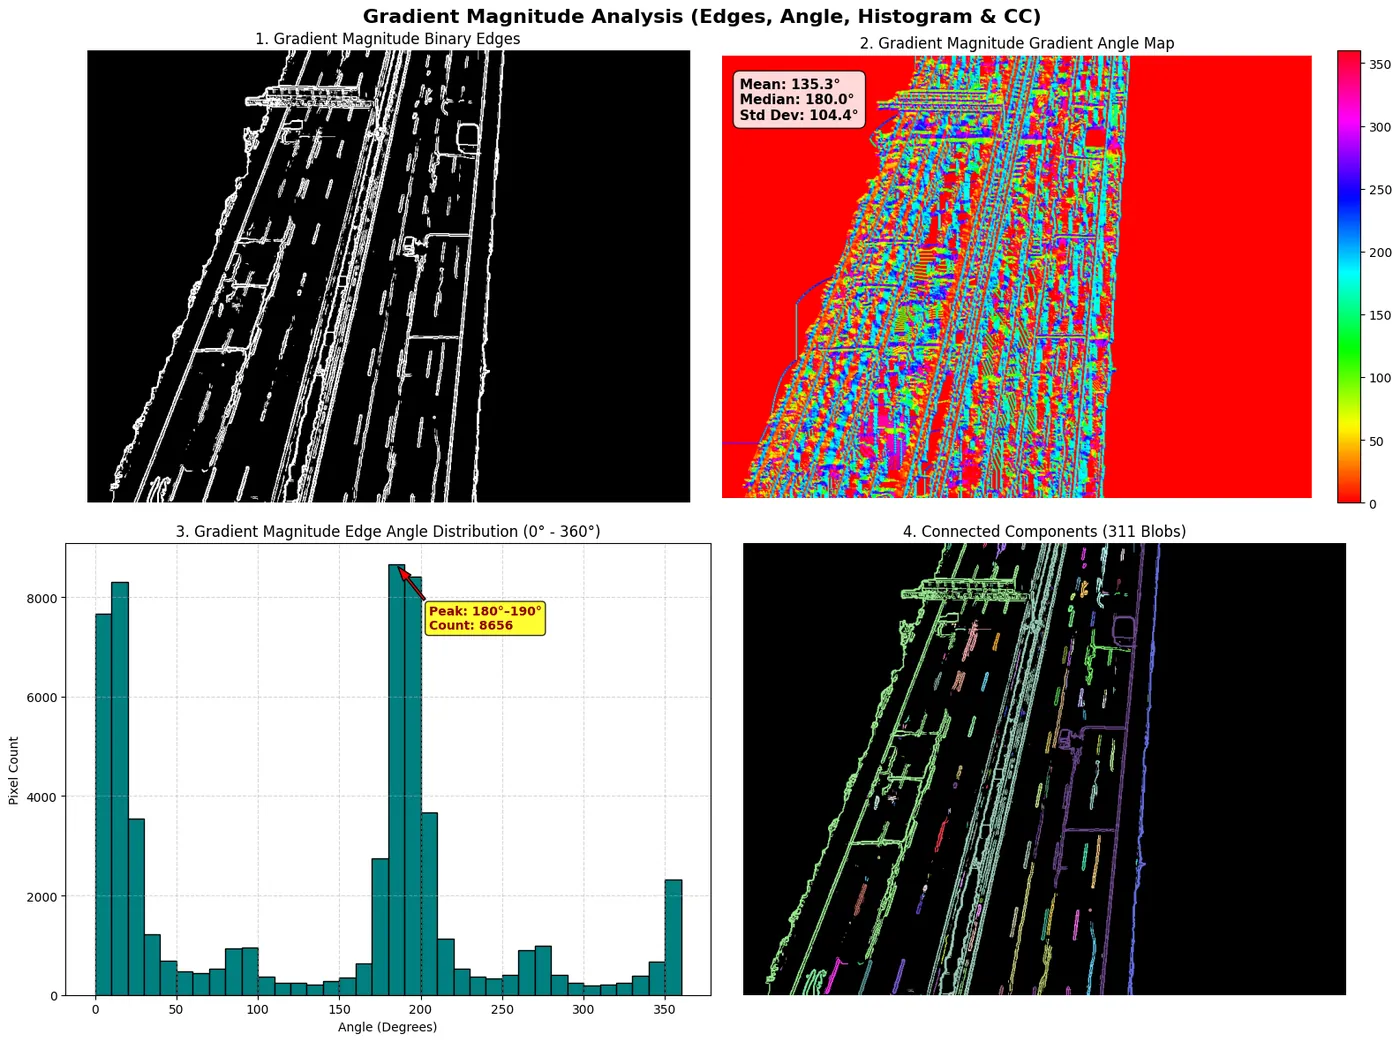 Gradient Magnitude Analysis (Edges, Angle, Histogram & CC)
1. Gradient Magnitude Binary Edges
2. Gradient Magnitude Gradient Angle Map
Mean: 135.3°
Median: 180.0°
Std Dev: 104.4°
350
300
250
200
150
100
50
0
3. Gradient Magnitude Edge Angle Distribution (0° - 360°)
Peak: 180°–190°
Count: 8656
Pixel Count
8000
6000
4000
2000
0
0 50 100 150 200 250 300 350
Angle (Degrees)
4. Connected Components (311 Blobs)